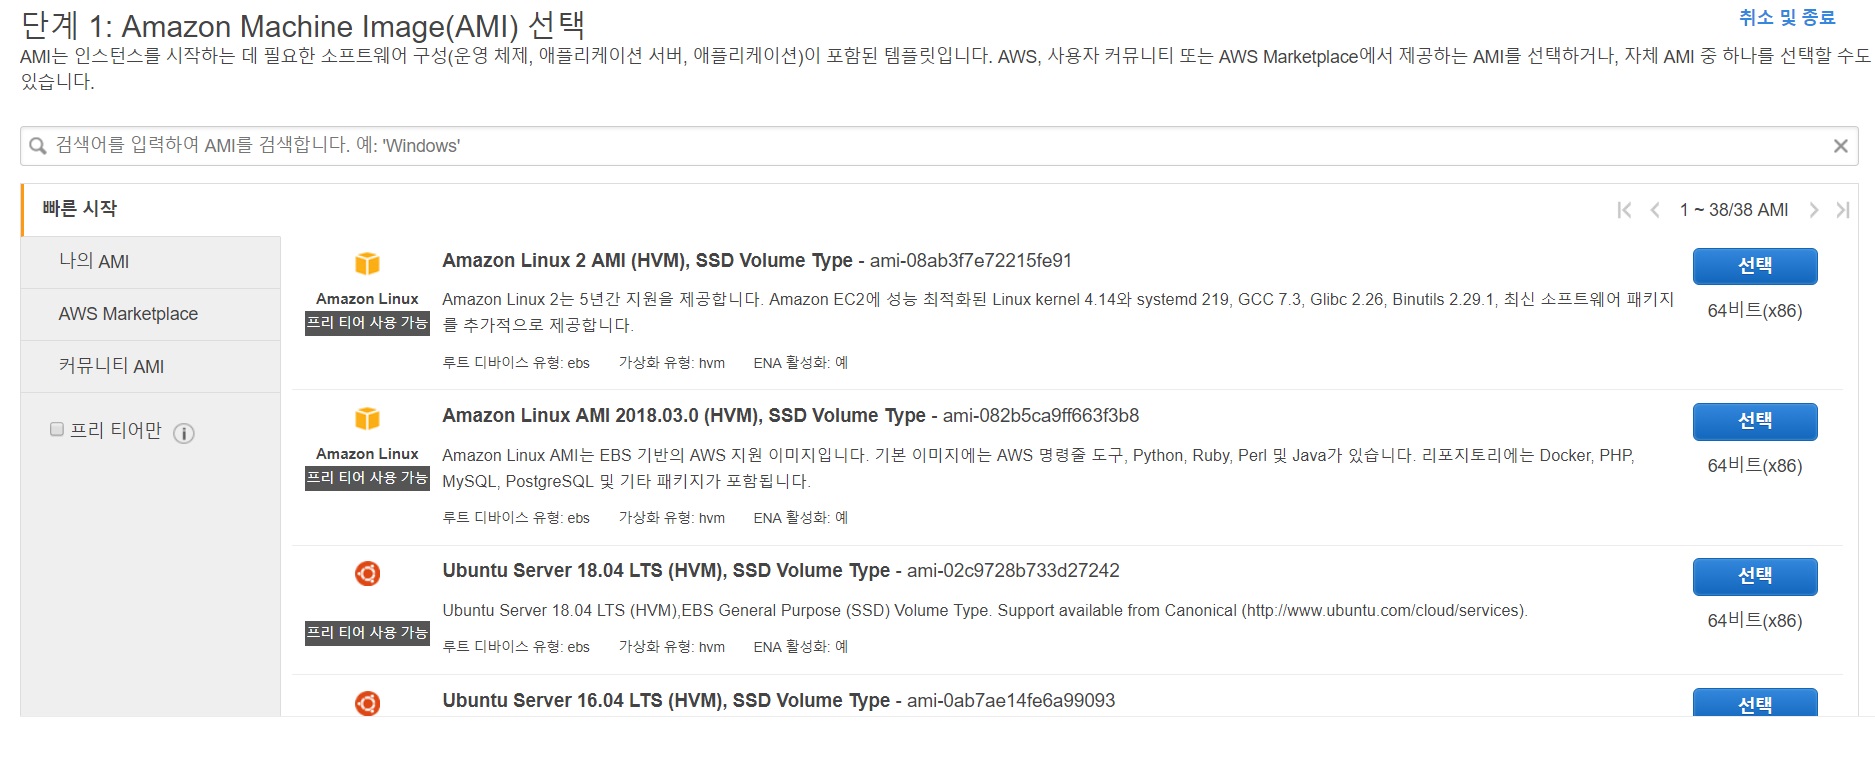 단계 1: Amazon Machine Image(AMI) 선택
취소 및 종료
AMI는 인스턴스를 시작하는 데 필요한 소프트웨어 구성(운영 체제, 애플리케이션 서버, 애플리케이션)이 포함된 템플릿입니다. AWS, 사용자 커뮤니티 또는 AWS Marketplace에서 제공하는 AMI를 선택하거나, 자체 AMI 중 하나를 선택할 수도
있습니다.
검색어를 입력하여 AMI를 검색합니다. 예: 'Windows'
빠른 시작
1 ~ 38/38 AMI
나의 AMI
AWS Marketplace
커뮤니티 AMI
프리 티어만
Amazon Linux
프리 티어 사용 가능
Amazon Linux 2 AMI (HVM), SSD Volume Type - ami-08ab3f7e72215fe91
Amazon Linux 2는 5년간 지원을 제공합니다. Amazon EC2에 성능 최적화된 Linux kernel 4.14와 systemd 219, GCC 7.3, Glibc 2.26, Binutils 2.29.1, 최신 소프트웨어 패키지
를 추가적으로 제공합니다.
루트 디바이스 유형: ebs 가상화 유형: hvm ENA 활성화: 예
선택
64비트(x86)
Amazon Linux
프리 티어 사용 가능
Amazon Linux AMI 2018.03.0 (HVM), SSD Volume Type - ami-082b5ca9ff663f3b8
Amazon Linux AMI는 EBS 기반의 AWS 지원 이미지입니다. 기본 이미지에는 AWS 명령줄 도구, Python, Ruby, Perl 및 Java가 있습니다. 리포지토리에는 Docker, PHP,
MySQL, PostgreSQL 및 기타 패키지가 포함됩니다.
루트 디바이스 유형: ebs 가상화 유형: hvm ENA 활성화: 예
선택
64비트(x86)
프리 티어 사용 가능
Ubuntu Server 18.04 LTS (HVM), SSD Volume Type - ami-02c9728b733d27242
Ubuntu Server 18.04 LTS (HVM),EBS General Purpose (SSD) Volume Type. Support available from Canonical (http://www.ubuntu.com/cloud/services).
루트 디바이스 유형: ebs 가상화 유형: hvm ENA 활성화: 예
선택
64비트(x86)
Ubuntu Server 16.04 LTS (HVM), SSD Volume Type - ami-0ab7ae14fe6a99093
선택